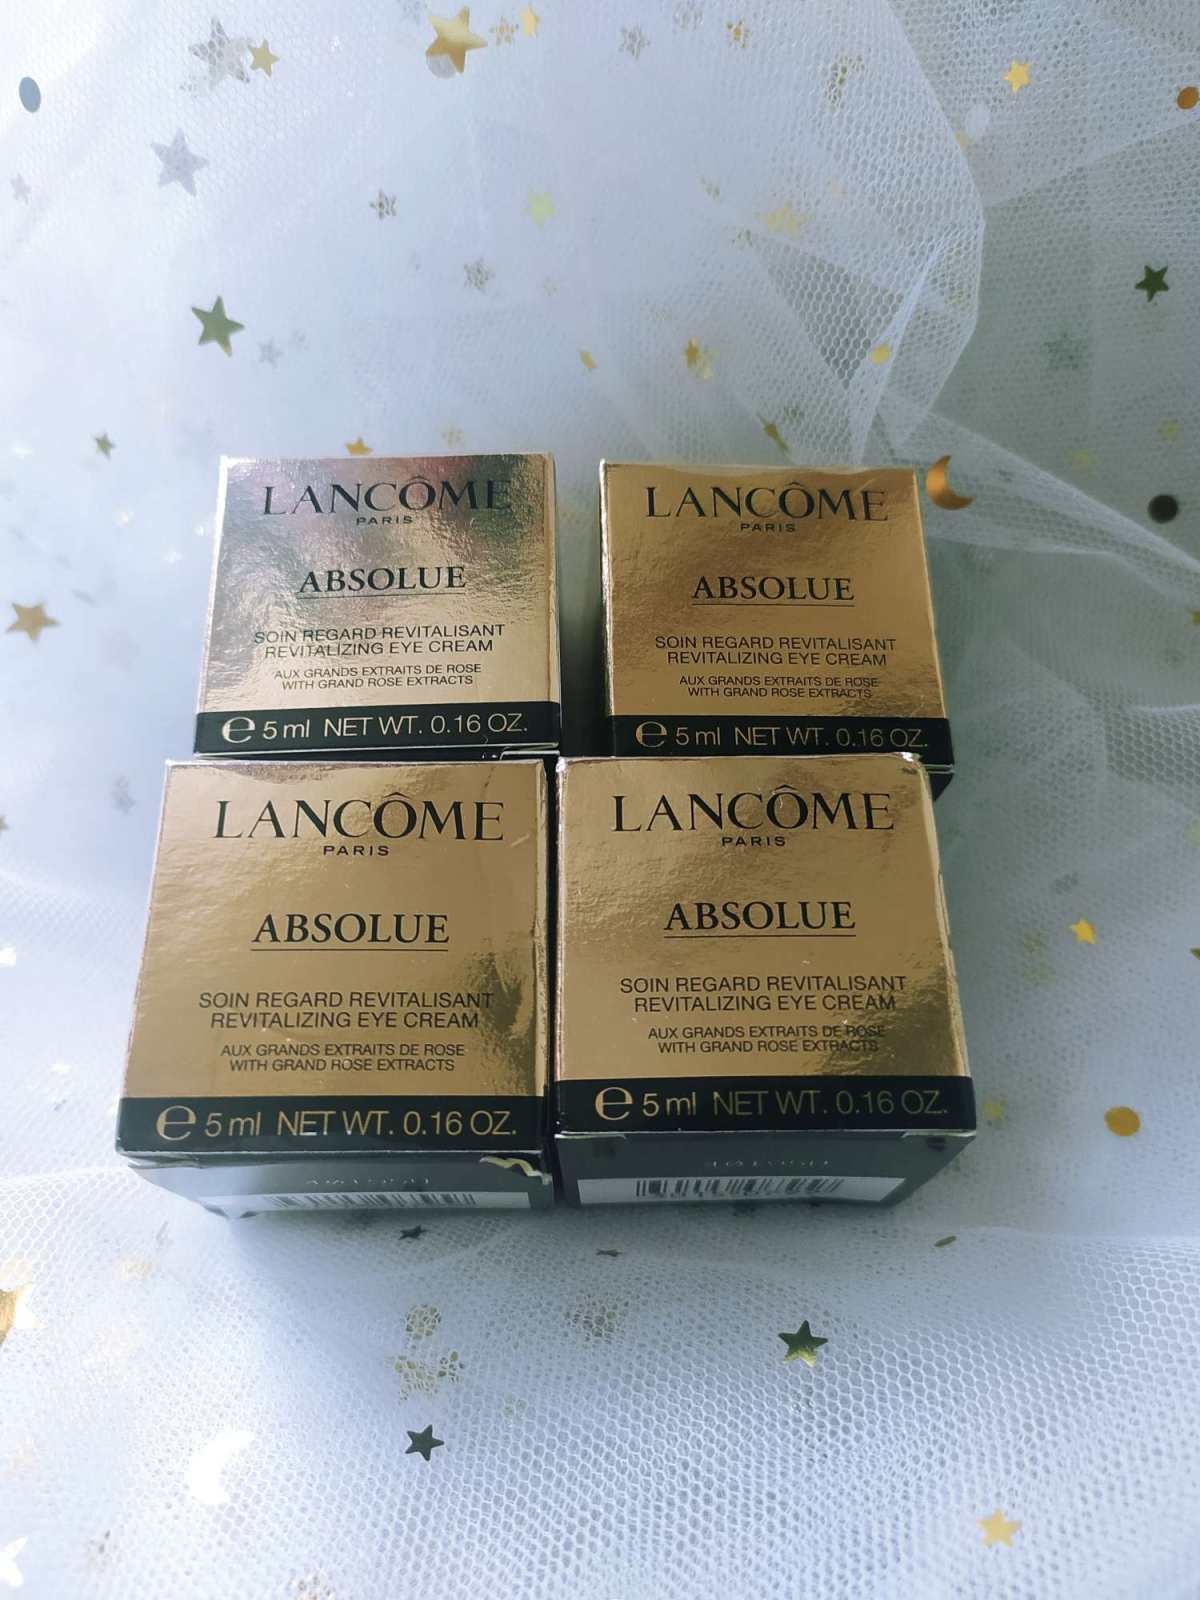 LANCÔME
PARIS
ABSOLUE
SOIN REGARD REVITALISANT
REVITALIZING EYE CREAM
AUX GRANDS EXTRAITS DE ROSE
WITH GRAND ROSE EXTRACTS
℮ 5 ml NET WT. 0.16 OZ.
LANCÔME
PARIS
ABSOLUE
SOIN REGARD REVITALISANT
REVITALIZING EYE CREAM
AUX GRANDS EXTRAITS DE ROSE
WITH GRAND ROSE EXTRACTS
℮ 5 ml NET WT. 0.16 OZ.
LANCÔME
PARIS
ABSOLUE
SOIN REGARD REVITALISANT
REVITALIZING EYE CREAM
AUX GRANDS EXTRAITS DE ROSE
WITH GRAND ROSE EXTRACTS
℮ 5 ml NET WT. 0.16 OZ.
LANCÔME
PARIS
ABSOLUE
SOIN REGARD REVITALISANT
REVITALIZING EYE CREAM
AUX GRANDS EXTRAITS DE ROSE
WITH GRAND ROSE EXTRACTS
℮ 5 ml NET WT. 0.16 OZ.